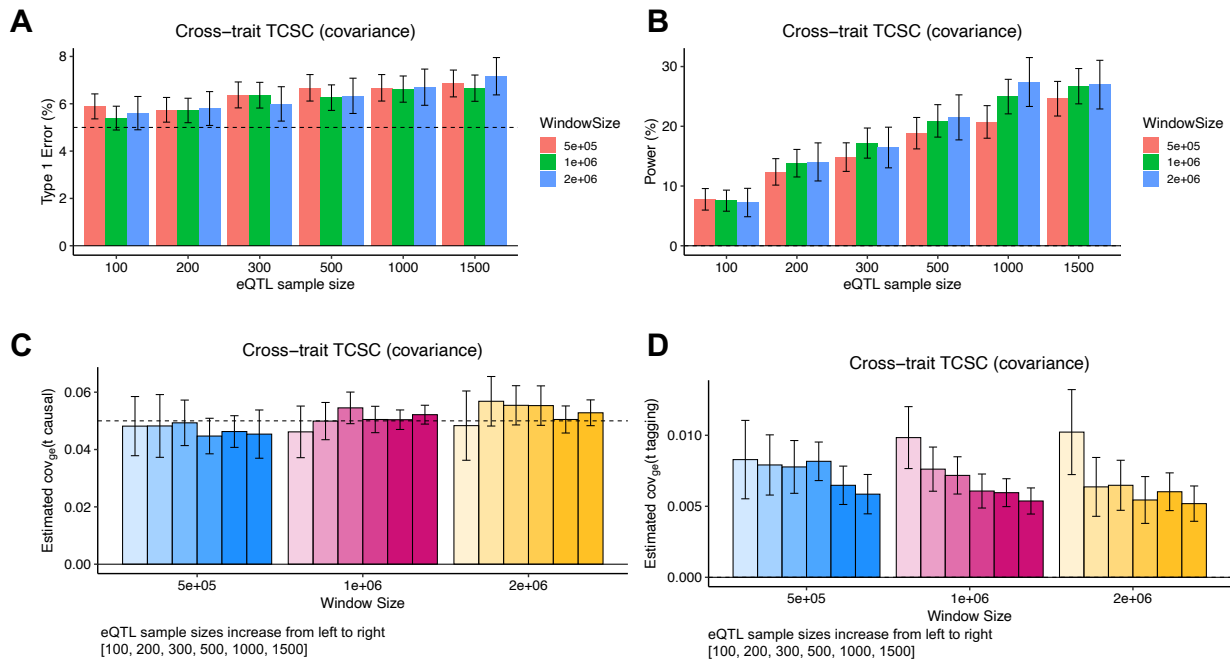 A
Cross−trait TCSC (covariance)
Type 1 Error (%)
8
6
4
2
0
100 200 300 500 1000 1500
eQTL sample size
WindowSize
5e+05
1e+06
2e+06
B
Cross−trait TCSC (covariance)
Power (%)
30
20
10
0
100 200 300 500 1000 1500
eQTL sample size
WindowSize
5e+05
1e+06
2e+06
C
Cross−trait TCSC (covariance)
Estimated cov_ge(t causal)
0.06
0.04
0.02
0.00
5e+05 1e+06 2e+06
Window Size
eQTL sample sizes increase from left to right
[100, 200, 300, 500, 1000, 1500]
D
Cross−trait TCSC (covariance)
Estimated cov_ge(t tagging)
0.010
0.005
0.000
5e+05 1e+06 2e+06
Window Size
eQTL sample sizes increase from left to right
[100, 200, 300, 500, 1000, 1500]